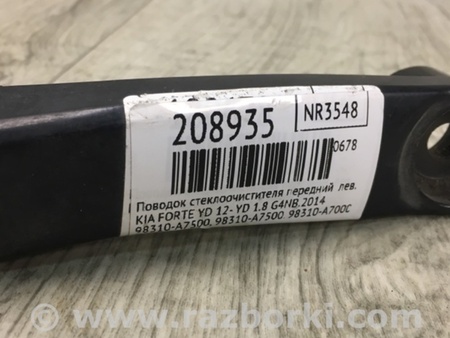 208935
NR3548
0678
Поводок стеклоочистителя передний лев.
KIA FORTE YD 12- YD 1.8 G4NB.2014
98310-A7500. 98310-A7500. 98310-A700C
www.razborki.com